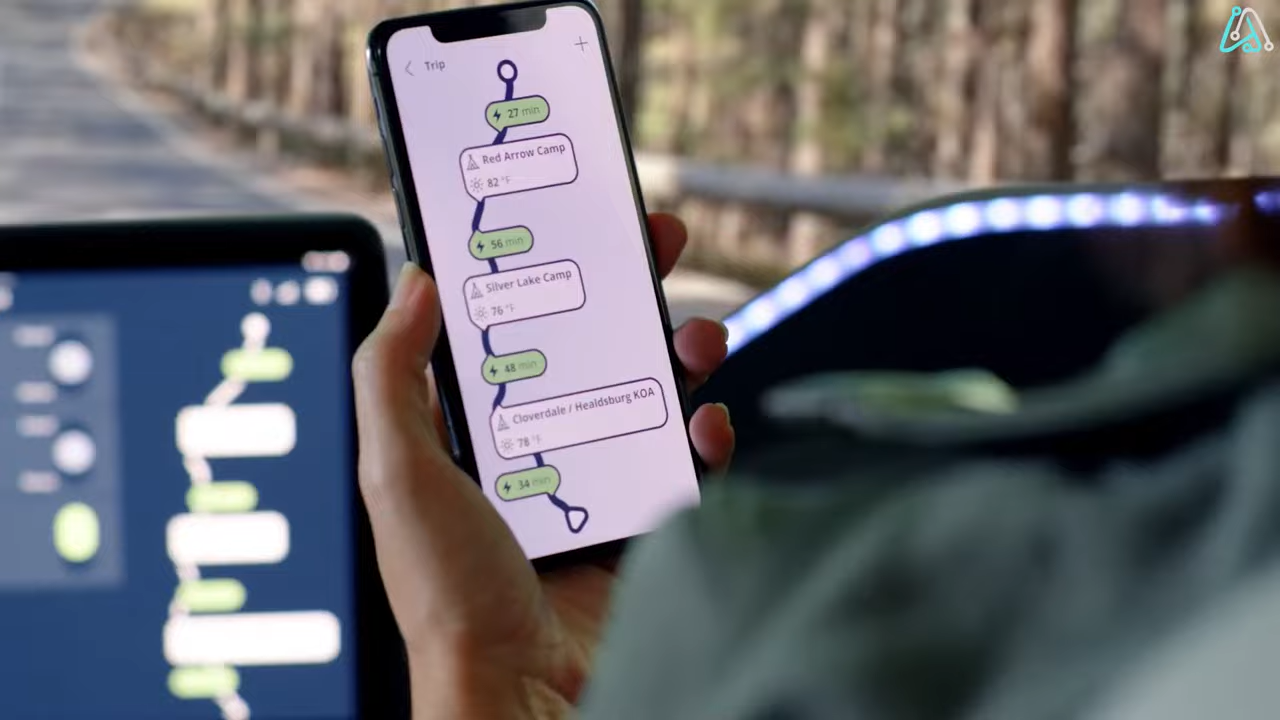 Trip
27 min
Red Arrow Camp
82 °F
56 min
Silver Lake Camp
76 °F
48 min
Cloverdale / Healdsburg KOA
78 °F
34 min